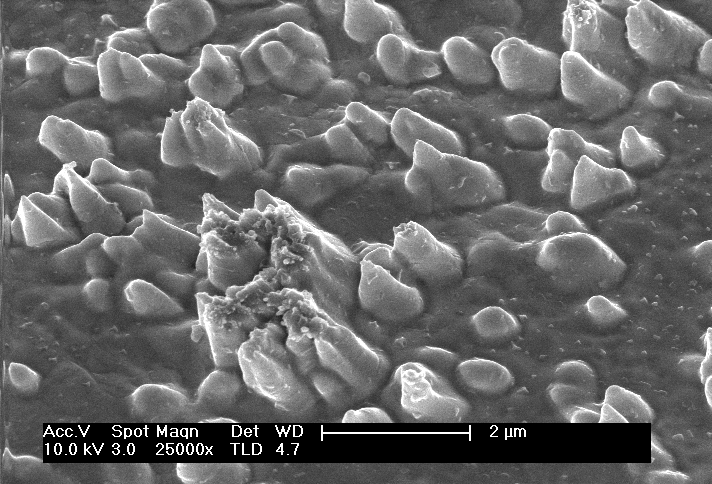 Acc.V Spot Magn Det WD 2 µm
10.0 kV 3.0 25000x TLD 4.7